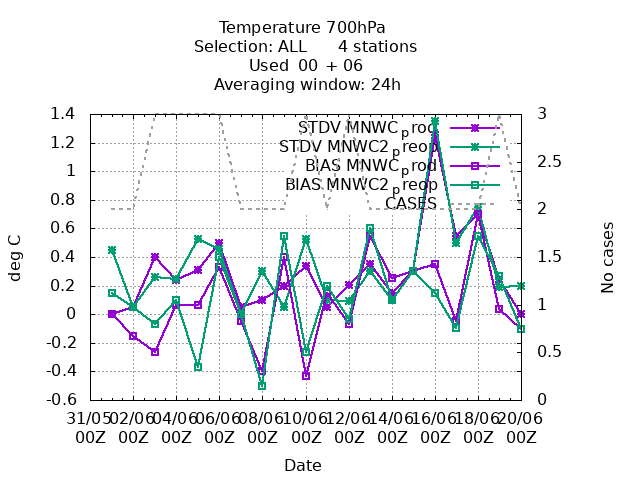 Temperature 700hPa
Selection: ALL 4 stations
Used 00 + 06
Averaging window: 24h
STDV MNWC_prod
STDV MNWC2_preop
BIAS MNWC_prod
BIAS MNWC2_preop
CASES
deg C
1.4
1.2
1
0.8
0.6
0.4
0.2
0
-0.2
-0.4
-0.6
No cases
3
2.5
2
1.5
1
0.5
0
31/05 02/06 04/06 06/06 08/06 10/06 12/06 14/06 16/06 18/06 20/06
00Z 00Z 00Z 00Z 00Z 00Z 00Z 00Z 00Z 00Z 00Z
Date